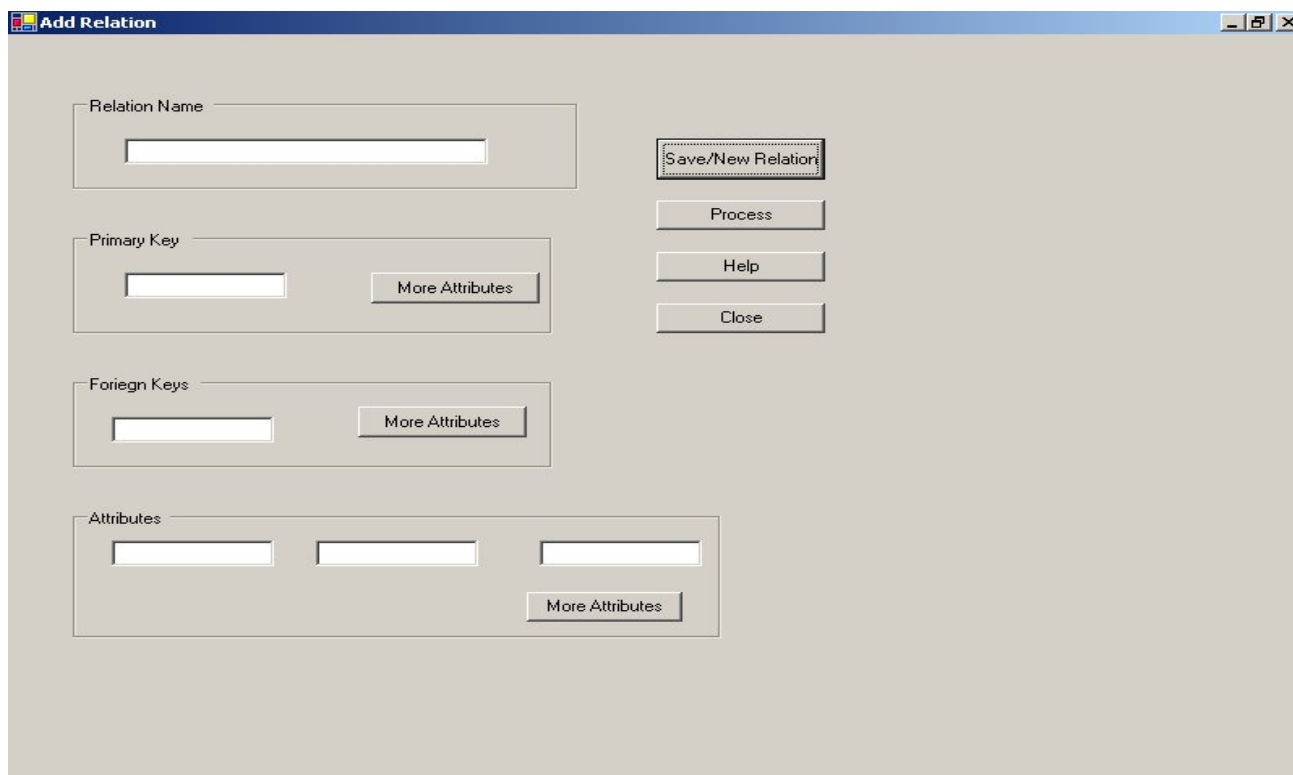 Add Relation
Relation Name
Save/New Relation
Process
Primary Key
More Attributes
Help
Close
Foriegn Keys
More Attributes
Attributes
More Attributes